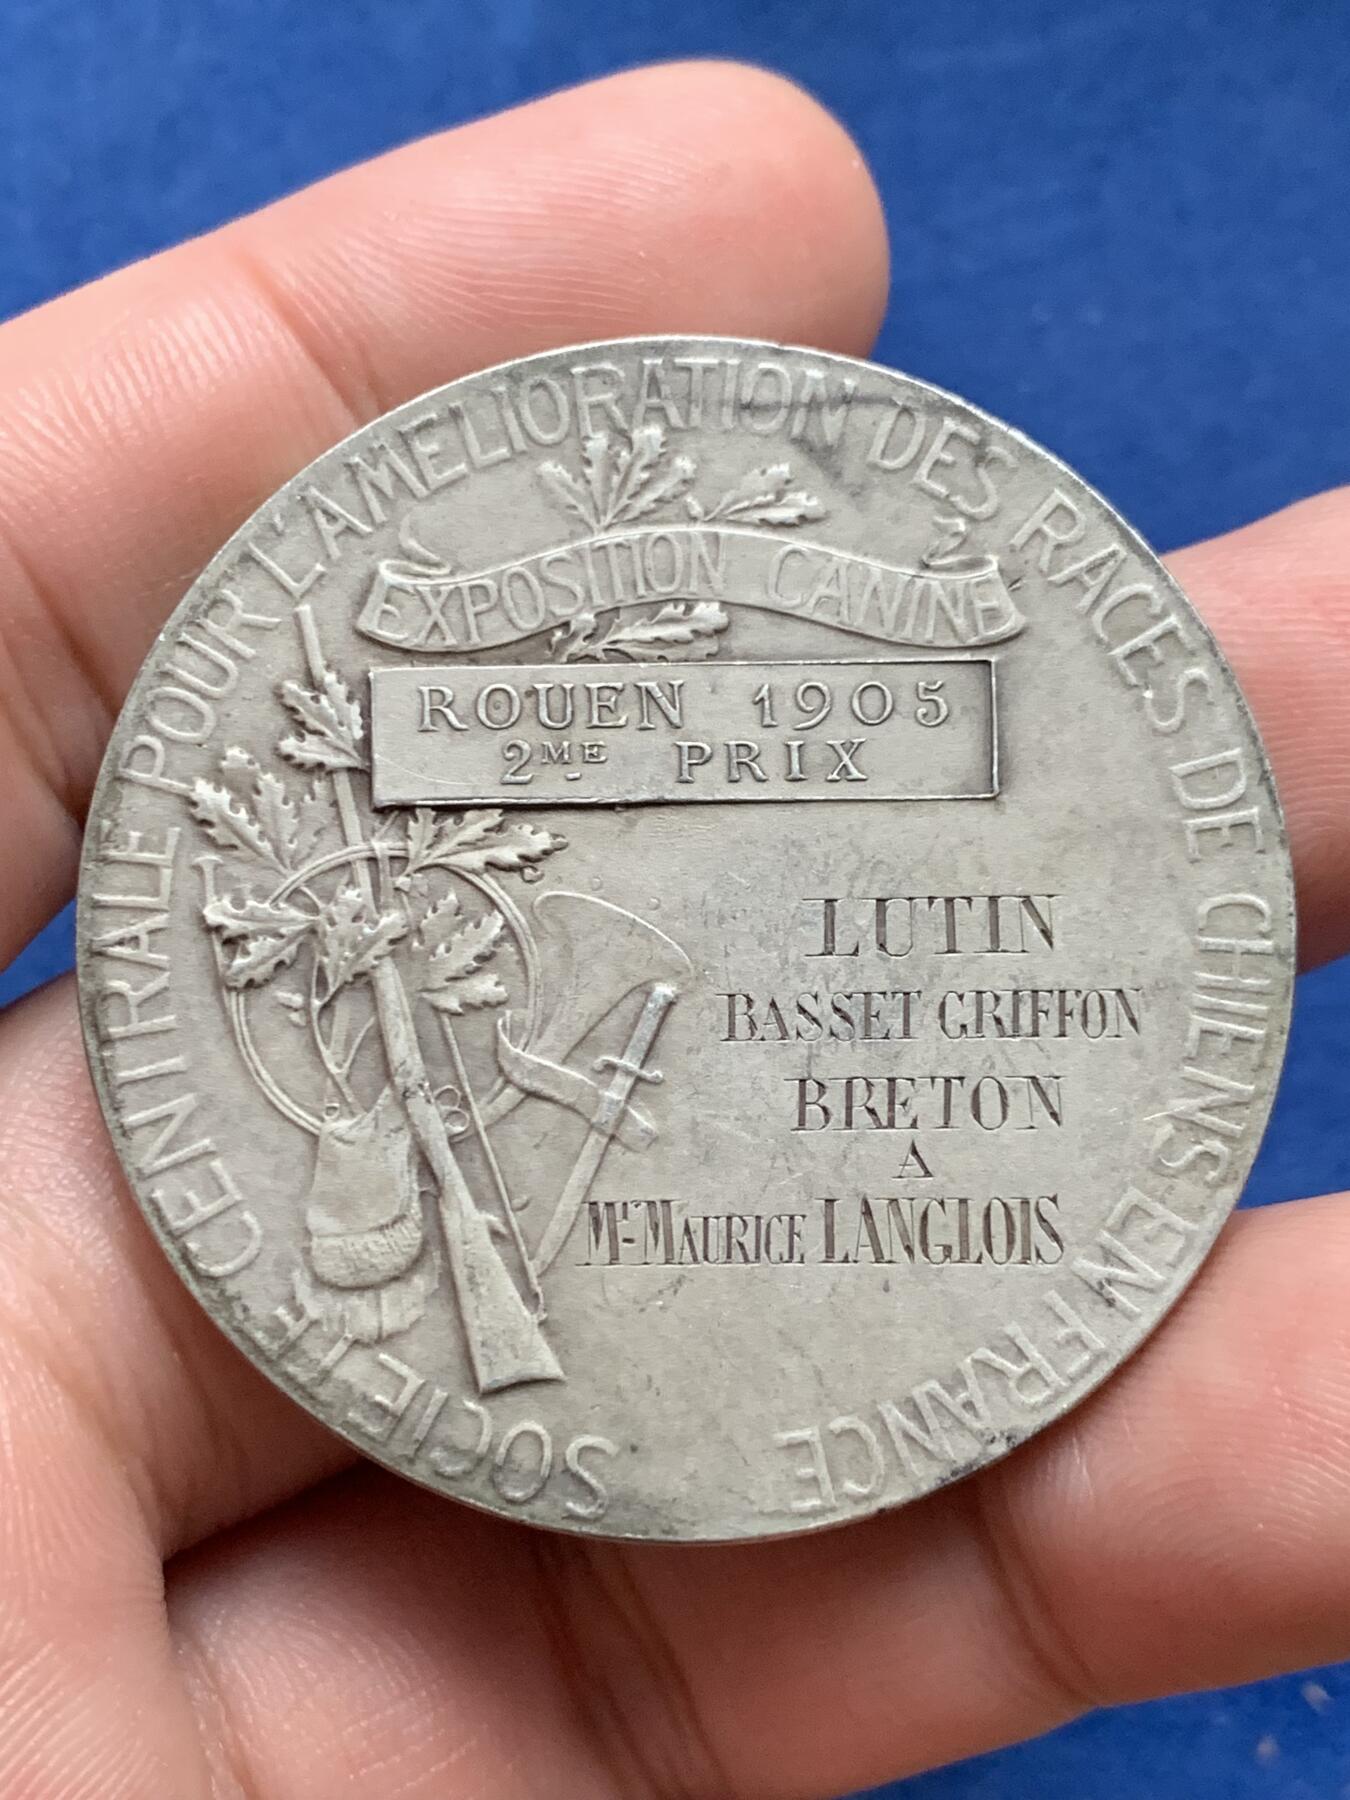 SOCIETE CENTRALE POUR L'AMELIORATION DES RACES DE CHIENS EN FRANCE
EXPOSITION CANINE
ROUEN 1905
2ME PRIX
LUTIN
BASSET GRIFFON
BRETON
A
Mr MAURICE LANGLOIS